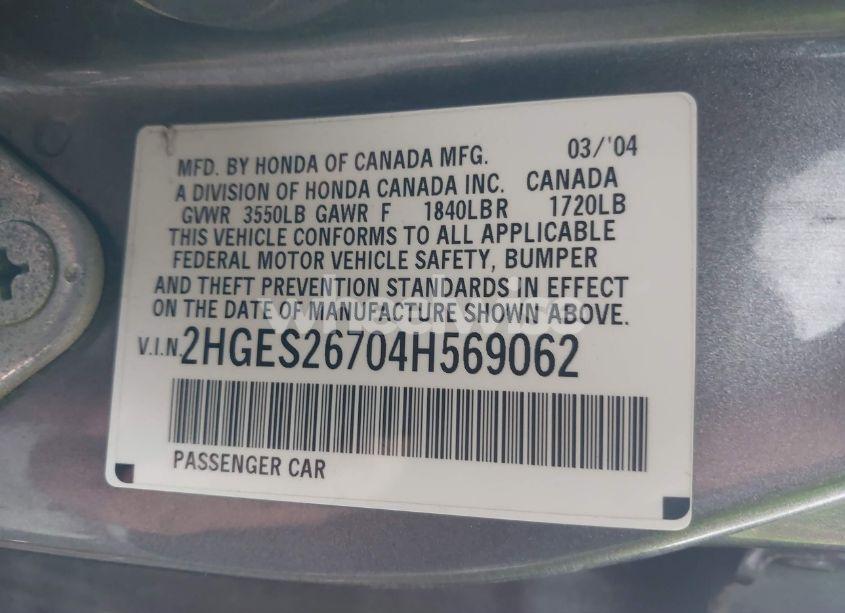 MFD. BY HONDA OF CANADA MFG. 03/'04
A DIVISION OF HONDA CANADA INC. CANADA
GVWR 3550LB GAWR F 1840LB R 1720LB
THIS VEHICLE CONFORMS TO ALL APPLICABLE
FEDERAL MOTOR VEHICLE SAFETY, BUMPER
AND THEFT PREVENTION STANDARDS IN EFFECT
ON THE DATE OF MANUFACTURE SHOWN ABOVE.
V.I.N. 2HGES26704H569062
PASSENGER CAR